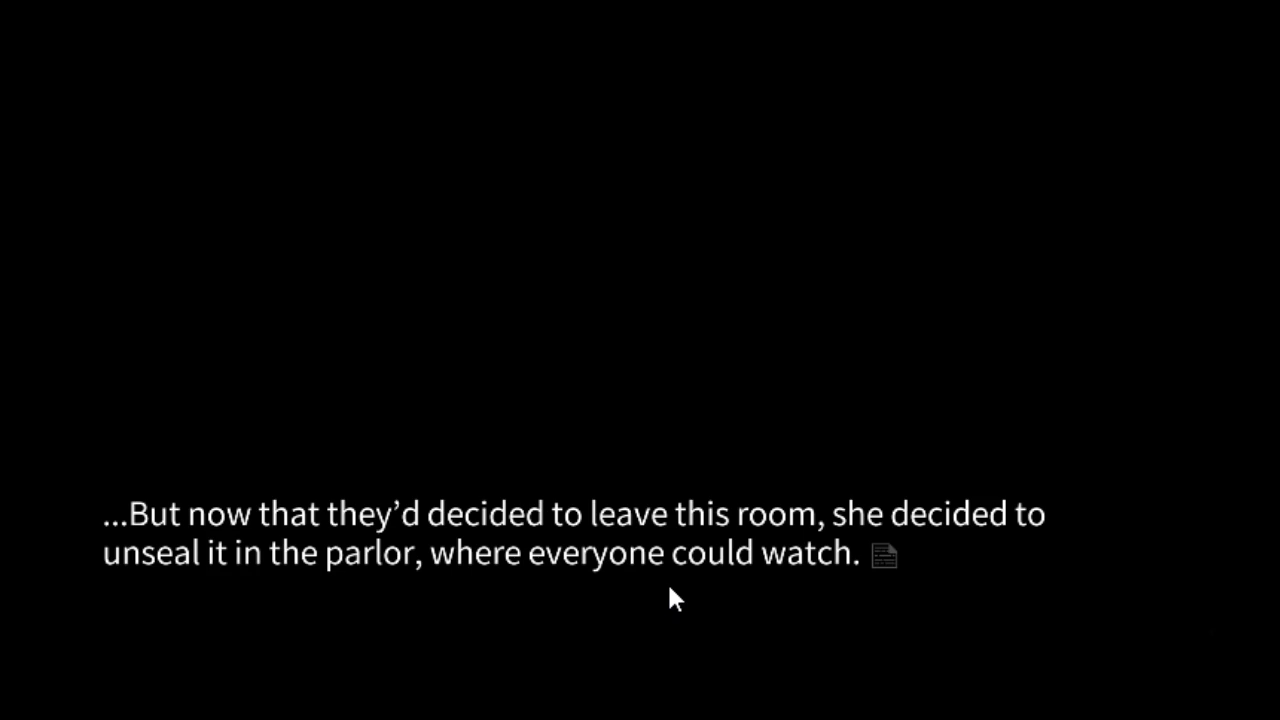 ...But now that they’d decided to leave this room, she decided to
unseal it in the parlor, where everyone could watch.